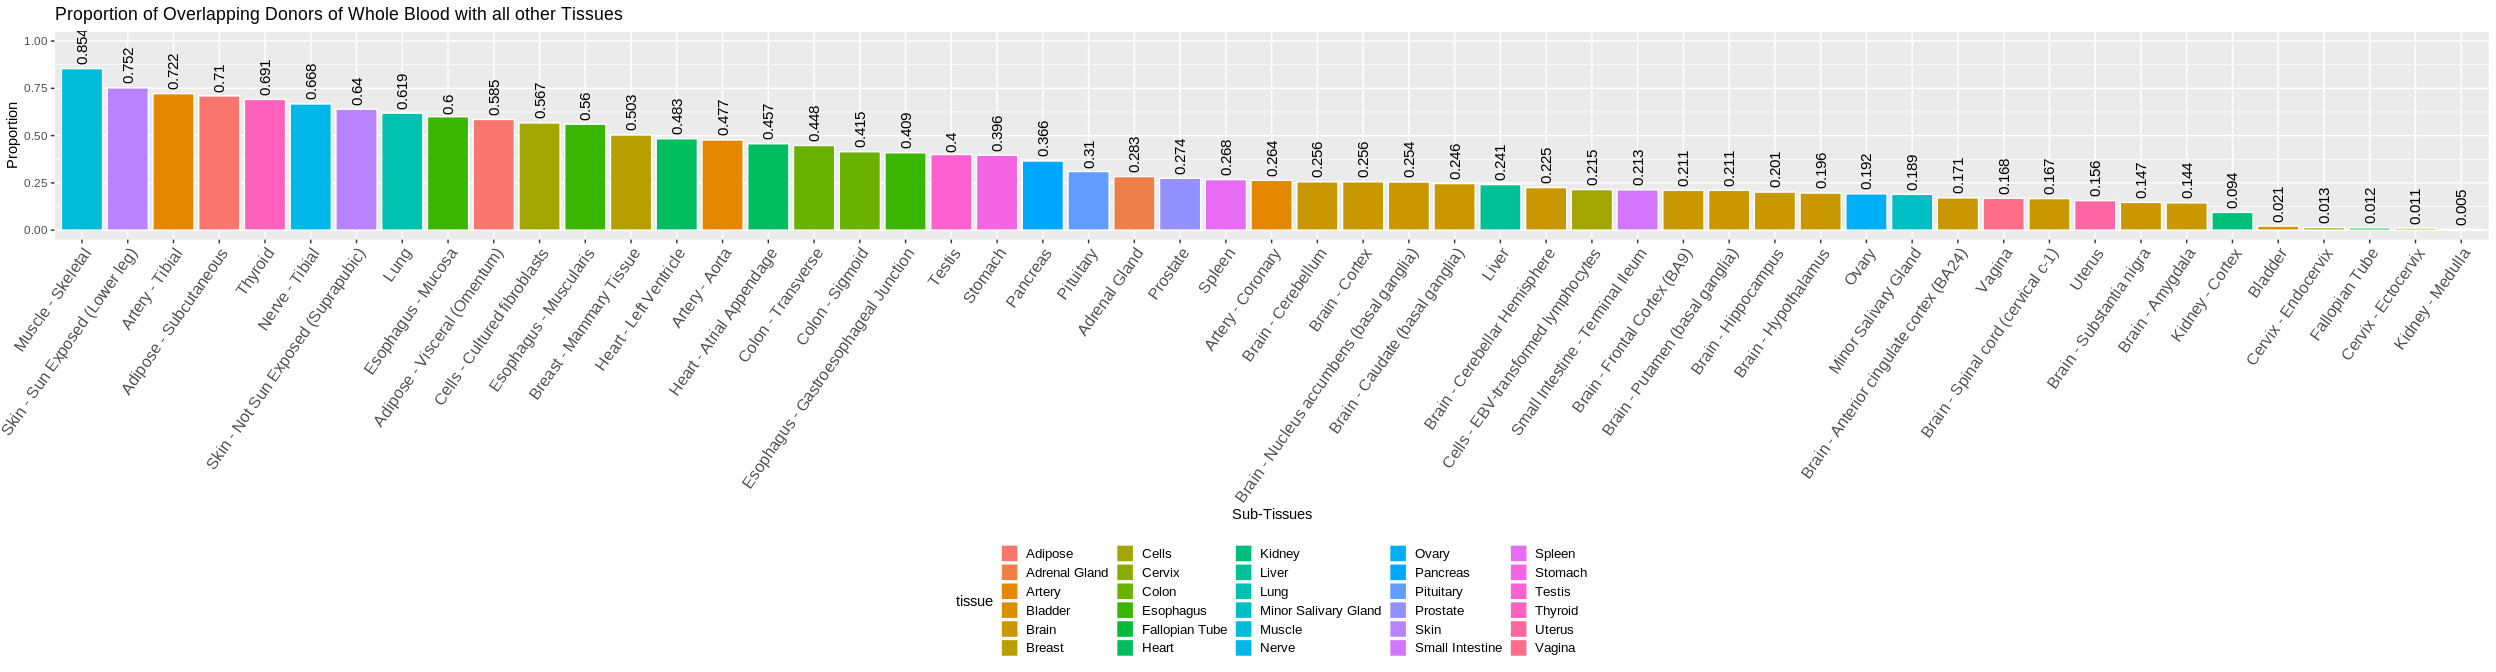 Proportion of Overlapping Donors of Whole Blood with all other Tissues
Proportion
1.00
0.75
0.50
0.25
0.00
0.854
0.752
0.722
0.71
0.691
0.668
0.64
0.619
0.6
0.585
0.567
0.56
0.503
0.483
0.477
0.457
0.448
0.415
0.409
0.4
0.396
0.366
0.31
0.283
0.274
0.268
0.264
0.256
0.256
0.254
0.246
0.241
0.225
0.215
0.213
0.211
0.211
0.201
0.196
0.192
0.189
0.171
0.168
0.167
0.156
0.147
0.144
0.094
0.021
0.013
0.012
0.011
0.005
Muscle - Skeletal
Skin - Sun Exposed (Lower leg)
Artery - Tibial
Adipose - Subcutaneous
Thyroid
Nerve - Tibial
Skin - Not Sun Exposed (Suprapubic)
Lung
Esophagus - Mucosa
Adipose - Visceral (Omentum)
Cells - Cultured fibroblasts
Esophagus - Muscularis
Breast - Mammary Tissue
Heart - Left Ventricle
Artery - Aorta
Heart - Atrial Appendage
Colon - Transverse
Colon - Sigmoid
Esophagus - Gastroesophageal Junction
Testis
Stomach
Pancreas
Pituitary
Adrenal Gland
Prostate
Spleen
Artery - Coronary
Brain - Cerebellum
Brain - Cortex
Brain - Nucleus accumbens (basal ganglia)
Brain - Caudate (basal ganglia)
Liver
Brain - Cerebellar Hemisphere
Cells - EBV-transformed lymphocytes
Small Intestine - Terminal Ileum
Brain - Frontal Cortex (BA9)
Brain - Putamen (basal ganglia)
Brain - Hippocampus
Brain - Hypothalamus
Ovary
Minor Salivary Gland
Brain - Anterior cingulate cortex (BA24)
Vagina
Brain - Spinal cord (cervical c-1)
Uterus
Brain - Substantia nigra
Brain - Amygdala
Kidney - Cortex
Bladder
Cervix - Endocervix
Fallopian Tube
Cervix - Ectocervix
Kidney - Medulla
Sub-Tissues
tissue
Adipose
Adrenal Gland
Artery
Bladder
Brain
Breast
Cells
Cervix
Colon
Esophagus
Fallopian Tube
Heart
Kidney
Liver
Lung
Minor Salivary Gland
Muscle
Nerve
Ovary
Pancreas
Pituitary
Prostate
Skin
Small Intestine
Spleen
Stomach
Testis
Thyroid
Uterus
Vagina